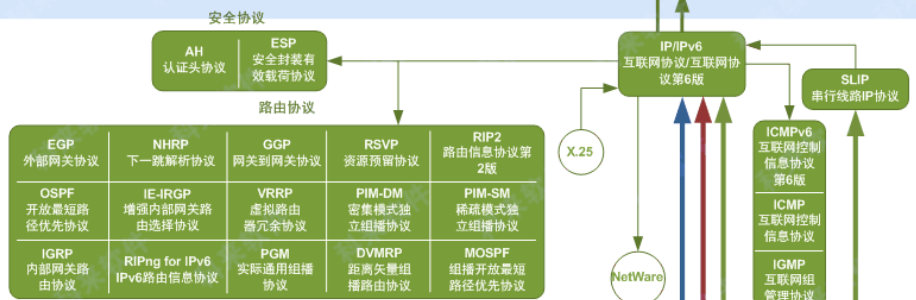 安全协议
AH
认证头协议
ESP
安全封装有
效载荷协议
IP/IPv6
互联网协议/互联网协
议第6版
SLIP
串行线路IP协议
路由协议
EGP
外部网关协议
NHRP
下一跳解析协议
GGP
网关到网关协议
RSVP
资源预留协议
RIP2
路由信息协议第
2版
OSPF
开放最短路
径优先协议
IE-IRGP
增强内部网关路
由选择协议
VRRP
虚拟路由
器冗余协议
PIM-DM
密集模式独
立组播协议
PIM-SM
稀疏模式独
立组播协议
IGRP
内部网关路
由协议
RIPng for IPv6
IPv6路由信息协议
PGM
实际通用组播
协议
DVMRP
距离矢量组
播路由协议
MOSPF
组播开放最短
路径优先协议
X.25
NetWare
ICMPv6
互联网控制
信息协议
第6版
ICMP
互联网控制
信息协议
IGMP
互联网组
管理协议